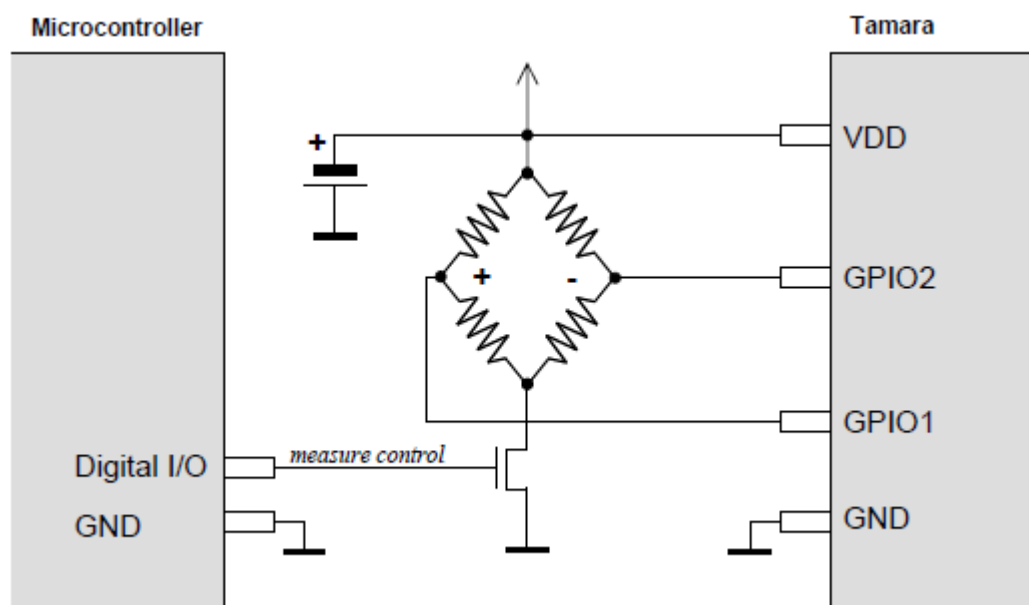 Microcontroller
Tamara
+
VDD
+
-
GPIO2
GPIO1
measure control
Digital I/O
GND
GND